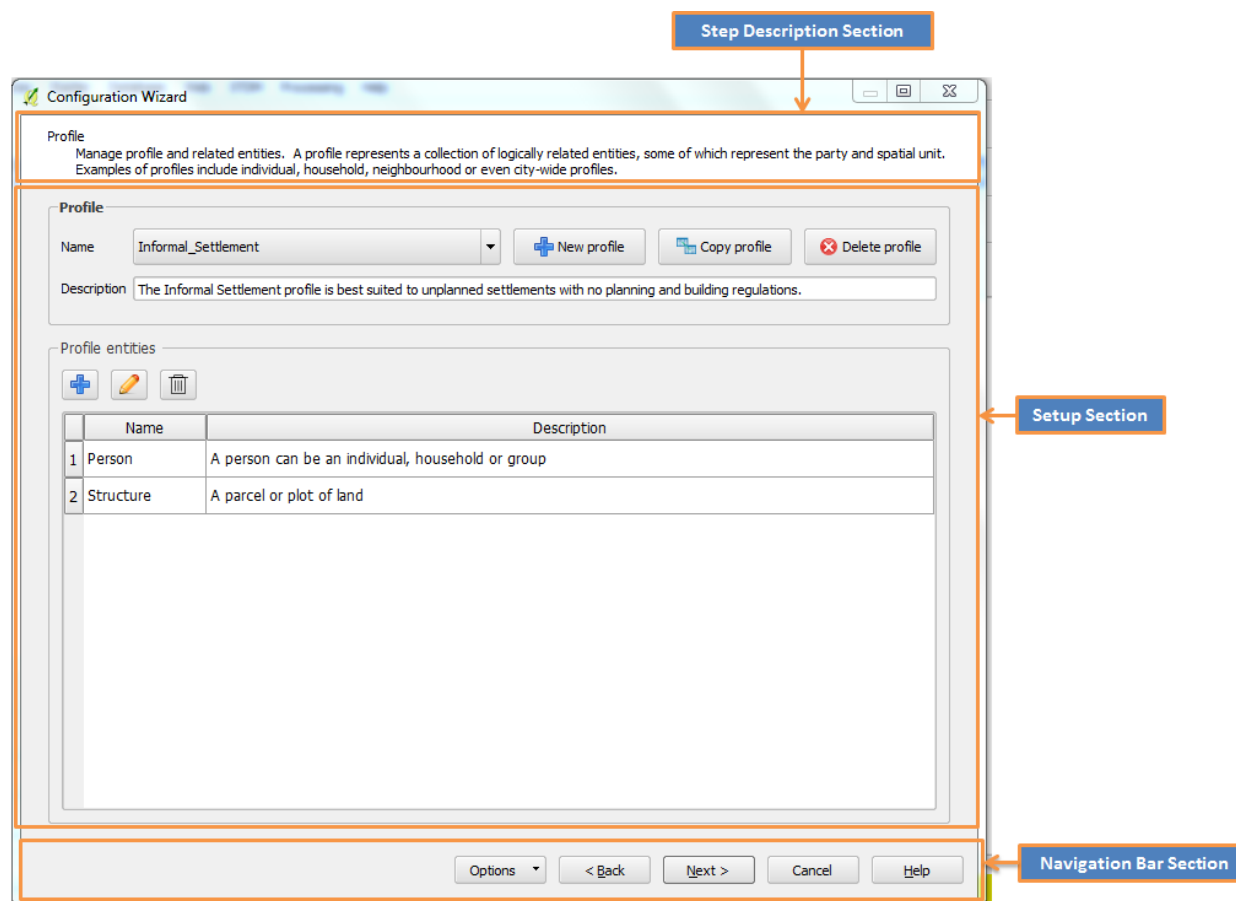 Step Description Section
Configuration Wizard
Profile
Manage profile and related entities. A profile represents a collection of logically related entities, some of which represent the party and spatial unit.
Examples of profiles include individual, household, neighbourhood or even city-wide profiles.
Profile
Name Informal_Settlement New profile Copy profile Delete profile
Description The Informal Settlement profile is best suited to unplanned settlements with no planning and building regulations.
Profile entities
Name Description
1 Person A person can be an individual, household or group
2 Structure A parcel or plot of land
Setup Section
Options < Back Next > Cancel Help
Navigation Bar Section